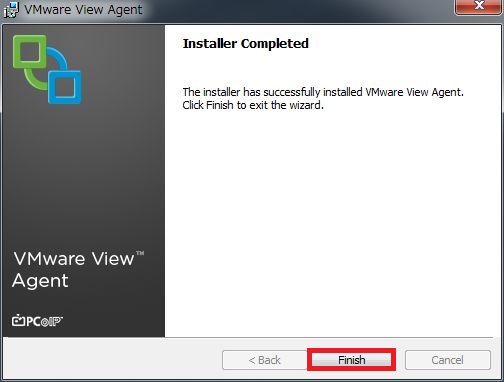 VMware View Agent
Installer Completed
The installer has successfully installed VMware View Agent.
Click Finish to exit the wizard.
VMware View™
Agent
PCoIP™
< Back
Finish
Cancel